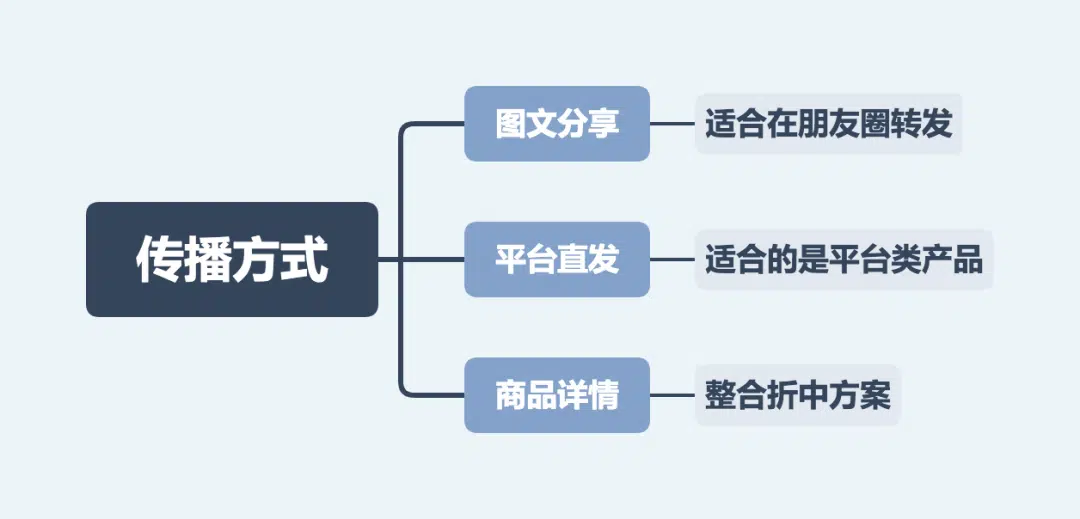 传播方式
图文分享
适合在朋友圈转发
平台直发
适合的是平台类产品
商品详情
整合折中方案